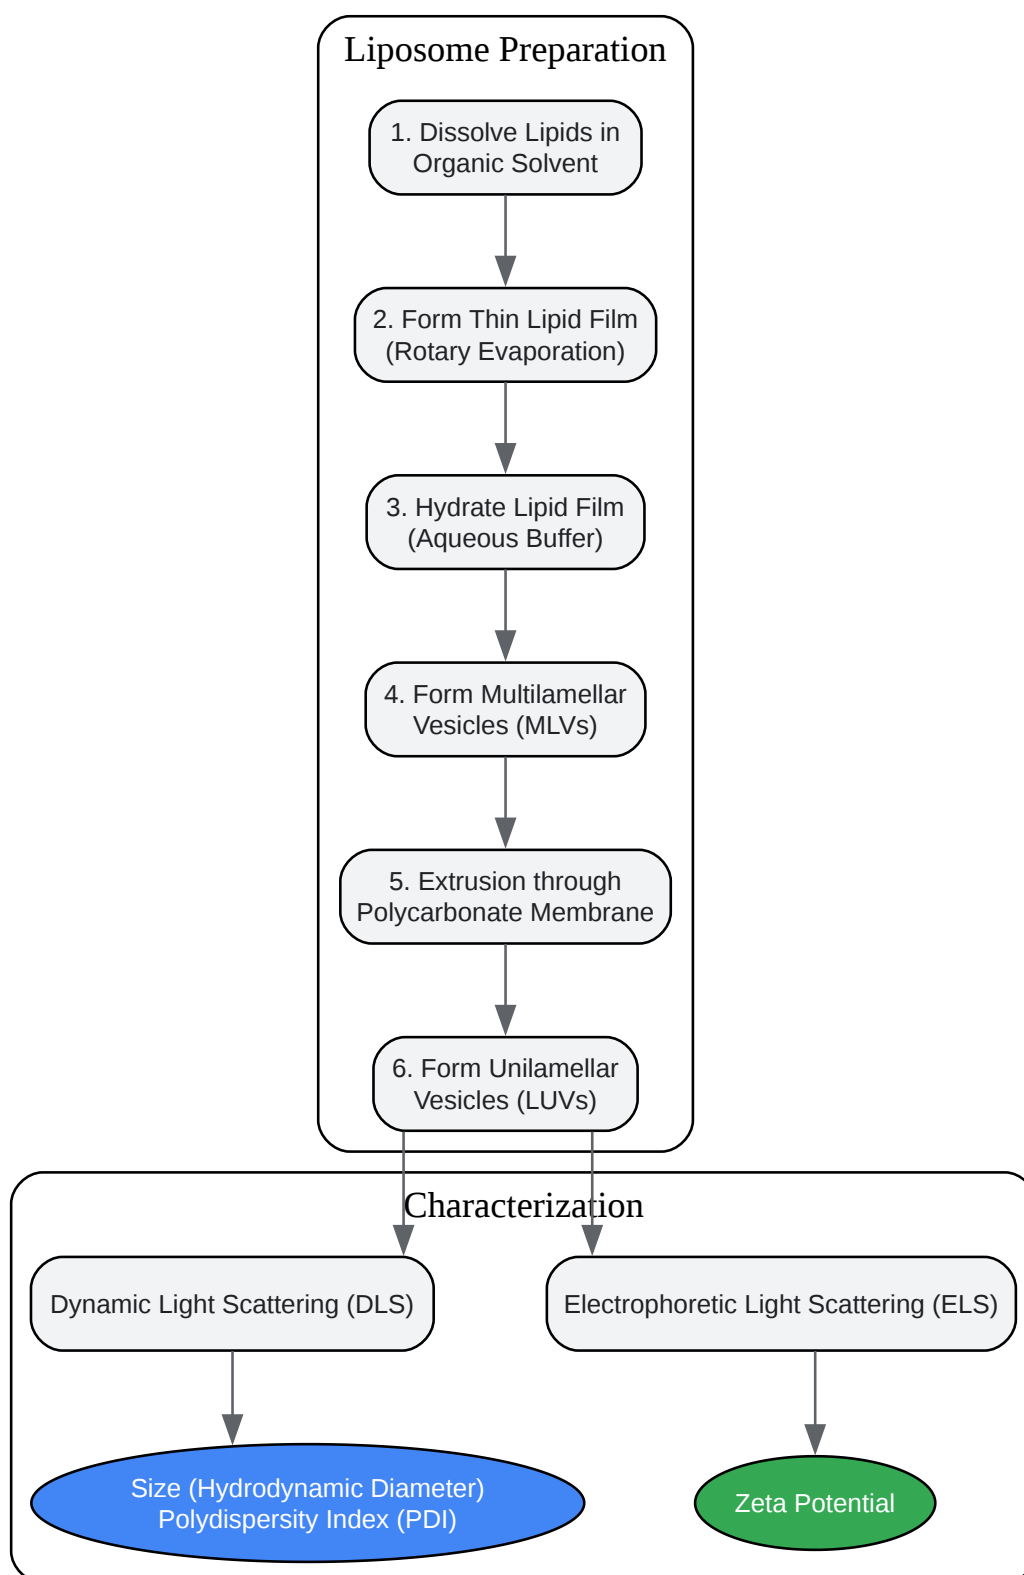 Liposome Preparation
1. Dissolve Lipids in
Organic Solvent
2. Form Thin Lipid Film
(Rotary Evaporation)
3. Hydrate Lipid Film
(Aqueous Buffer)
4. Form Multilamellar
Vesicles (MLVs)
5. Extrusion through
Polycarbonate Membrane
6. Form Unilamellar
Vesicles (LUVs)
Characterization
Dynamic Light Scattering (DLS)
Electrophoretic Light Scattering (ELS)
Size (Hydrodynamic Diameter)
Polydispersity Index (PDI)
Zeta Potential